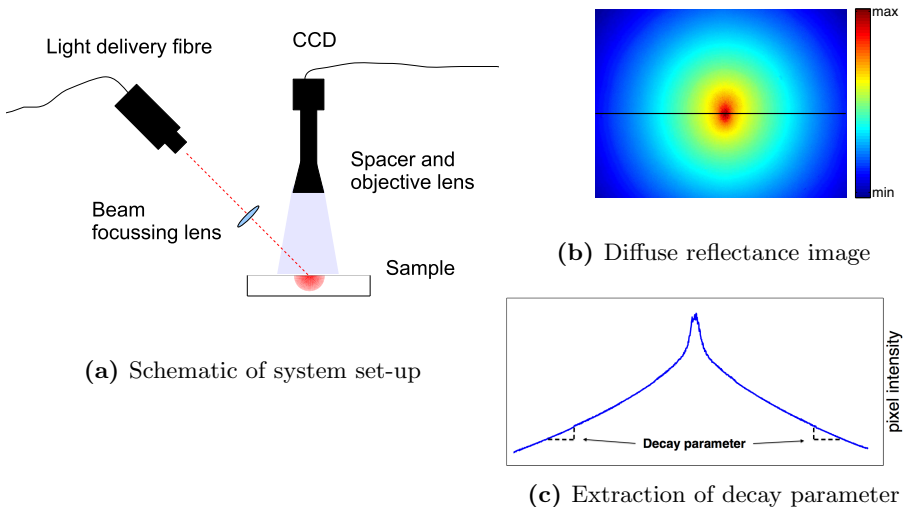 Light delivery fibre
CCD
Spacer and
objective lens
Beam
focussing lens
Sample
(a) Schematic of system set-up
max
min
(b) Diffuse reflectance image
pixel intensity
Decay parameter
(c) Extraction of decay parameter